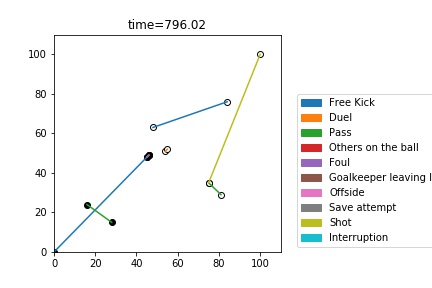 time=796.02
100
80
60
40
20
0
0 20 40 60 80 100
Free Kick
Duel
Pass
Others on the ball
Foul
Goalkeeper leaving l
Offside
Save attempt
Shot
Interruption